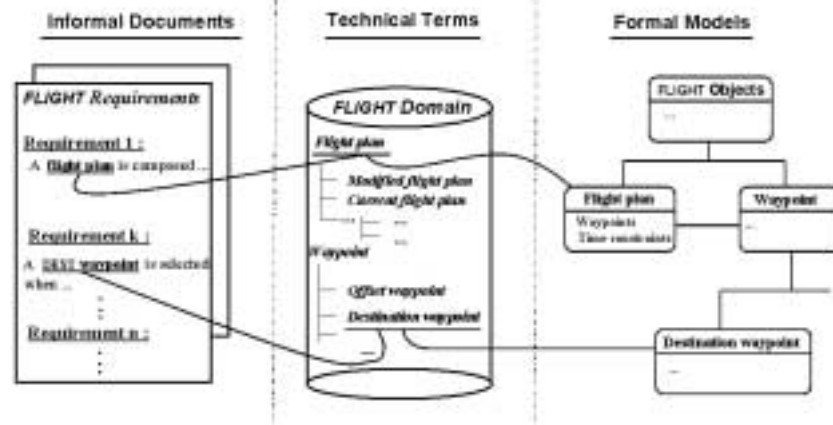 Informal Documents
Technical Terms
Formal Models
FLIGHT Requirements
Requirement 1 :
A flight plan is composed ...
Requirement k :
A DEST waypoint is selected
when ...
Requirement n :
FLIGHT Domain
Flight plan
Modified flight plan
Current flight plan
...
...
...
Waypoint
Offset waypoint
Destination waypoint
...
FLIGHT Objects
...
Flight plan
Waypoints
Time constraints
Waypoint
...
Destination waypoint
...